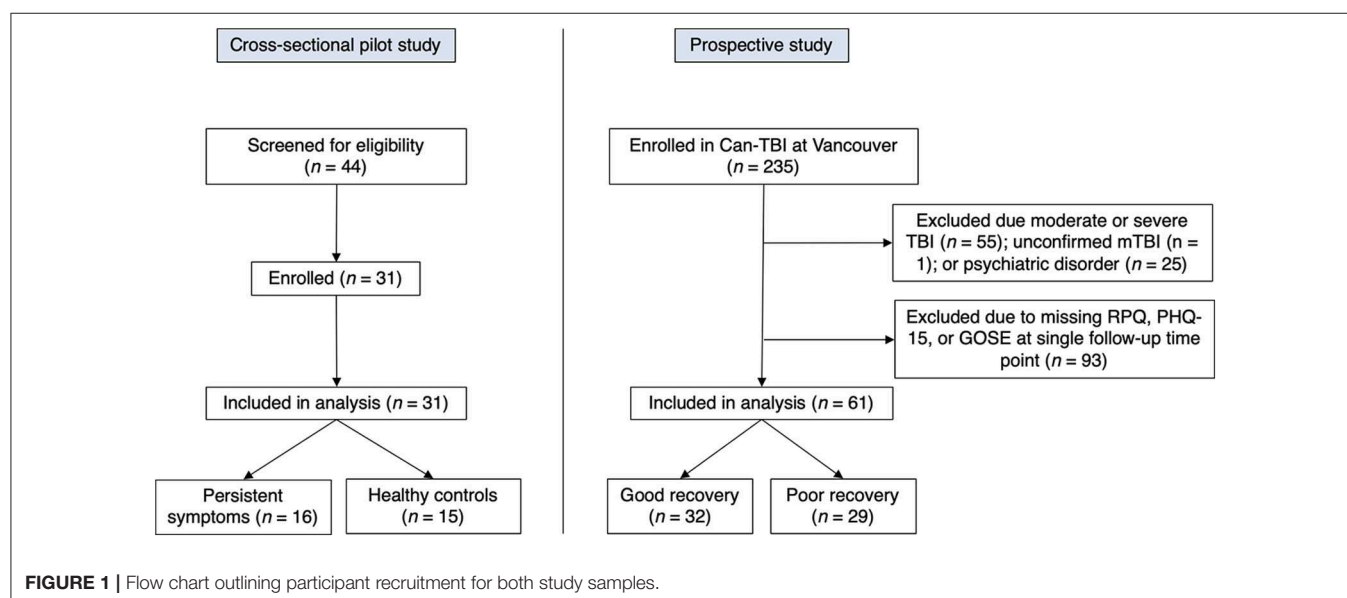 Cross-sectional pilot study
Screened for eligibility
(n = 44)
Enrolled (n = 31)
Included in analysis (n = 31)
Persistent
symptoms (n = 16)
Healthy controls
(n = 15)
Prospective study
Enrolled in Can-TBI at Vancouver
(n = 235)
Excluded due moderate or severe
TBI (n = 55); unconfirmed mTBI (n =
1); or psychiatric disorder (n = 25)
Excluded due to missing RPQ, PHQ-
15, or GOSE at single follow-up time
point (n = 93)
Included in analysis (n = 61)
Good recovery
(n = 32)
Poor recovery
(n = 29)
FIGURE 1 | Flow chart outlining participant recruitment for both study samples.